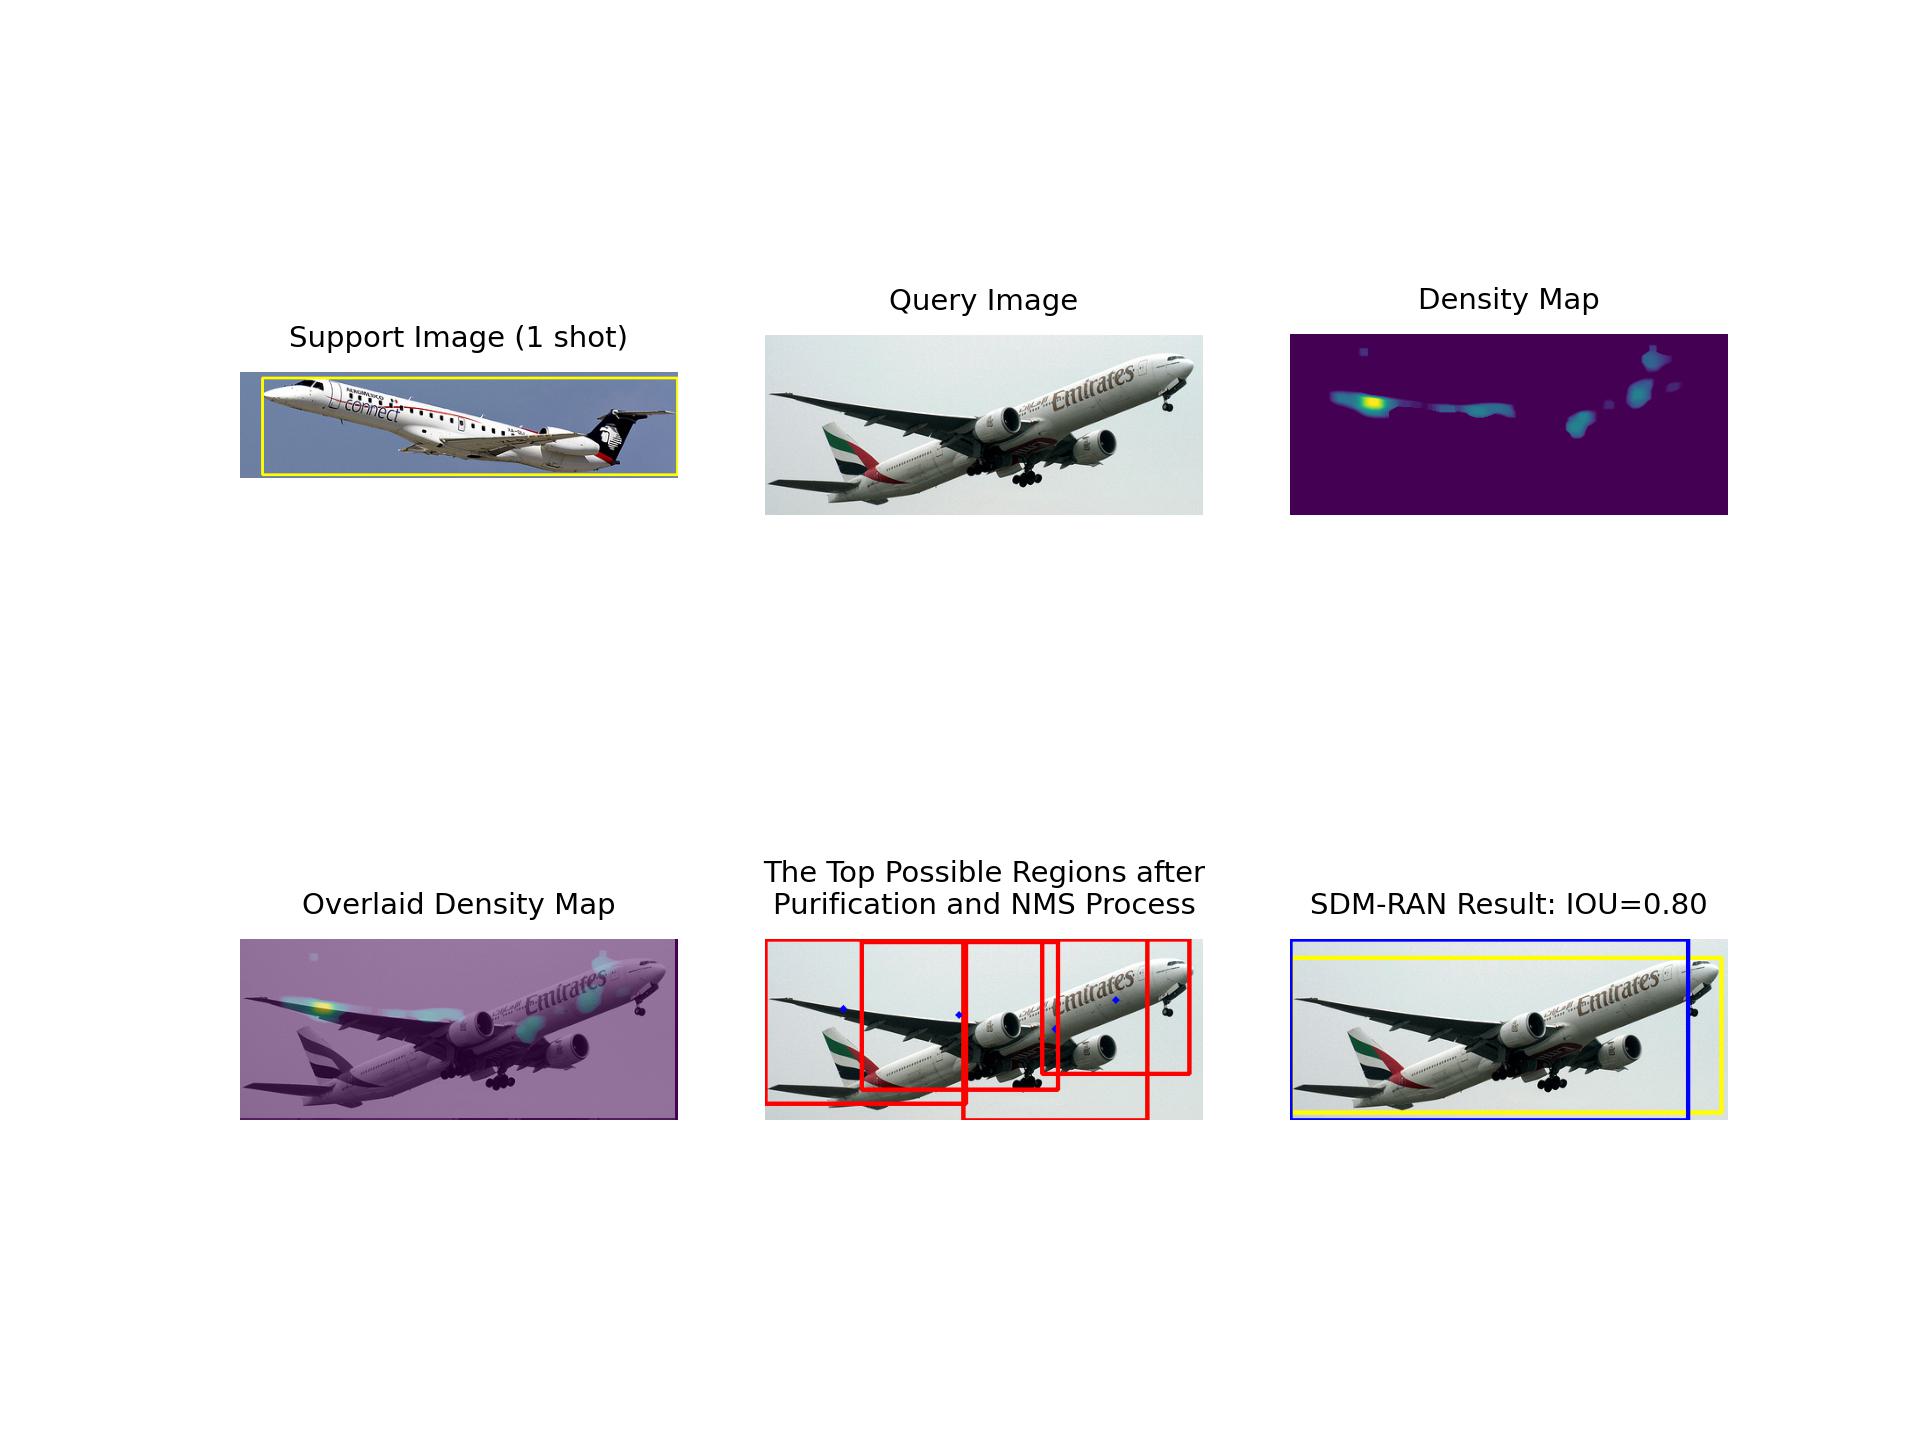 Support Image (1 shot)
AEROMEXICO
connect
Query Image
Emirates
Density Map
Overlaid Density Map
Emirates
The Top Possible Regions after
Purification and NMS Process
Emirates
SDM-RAN Result: IOU=0.80
Emirates